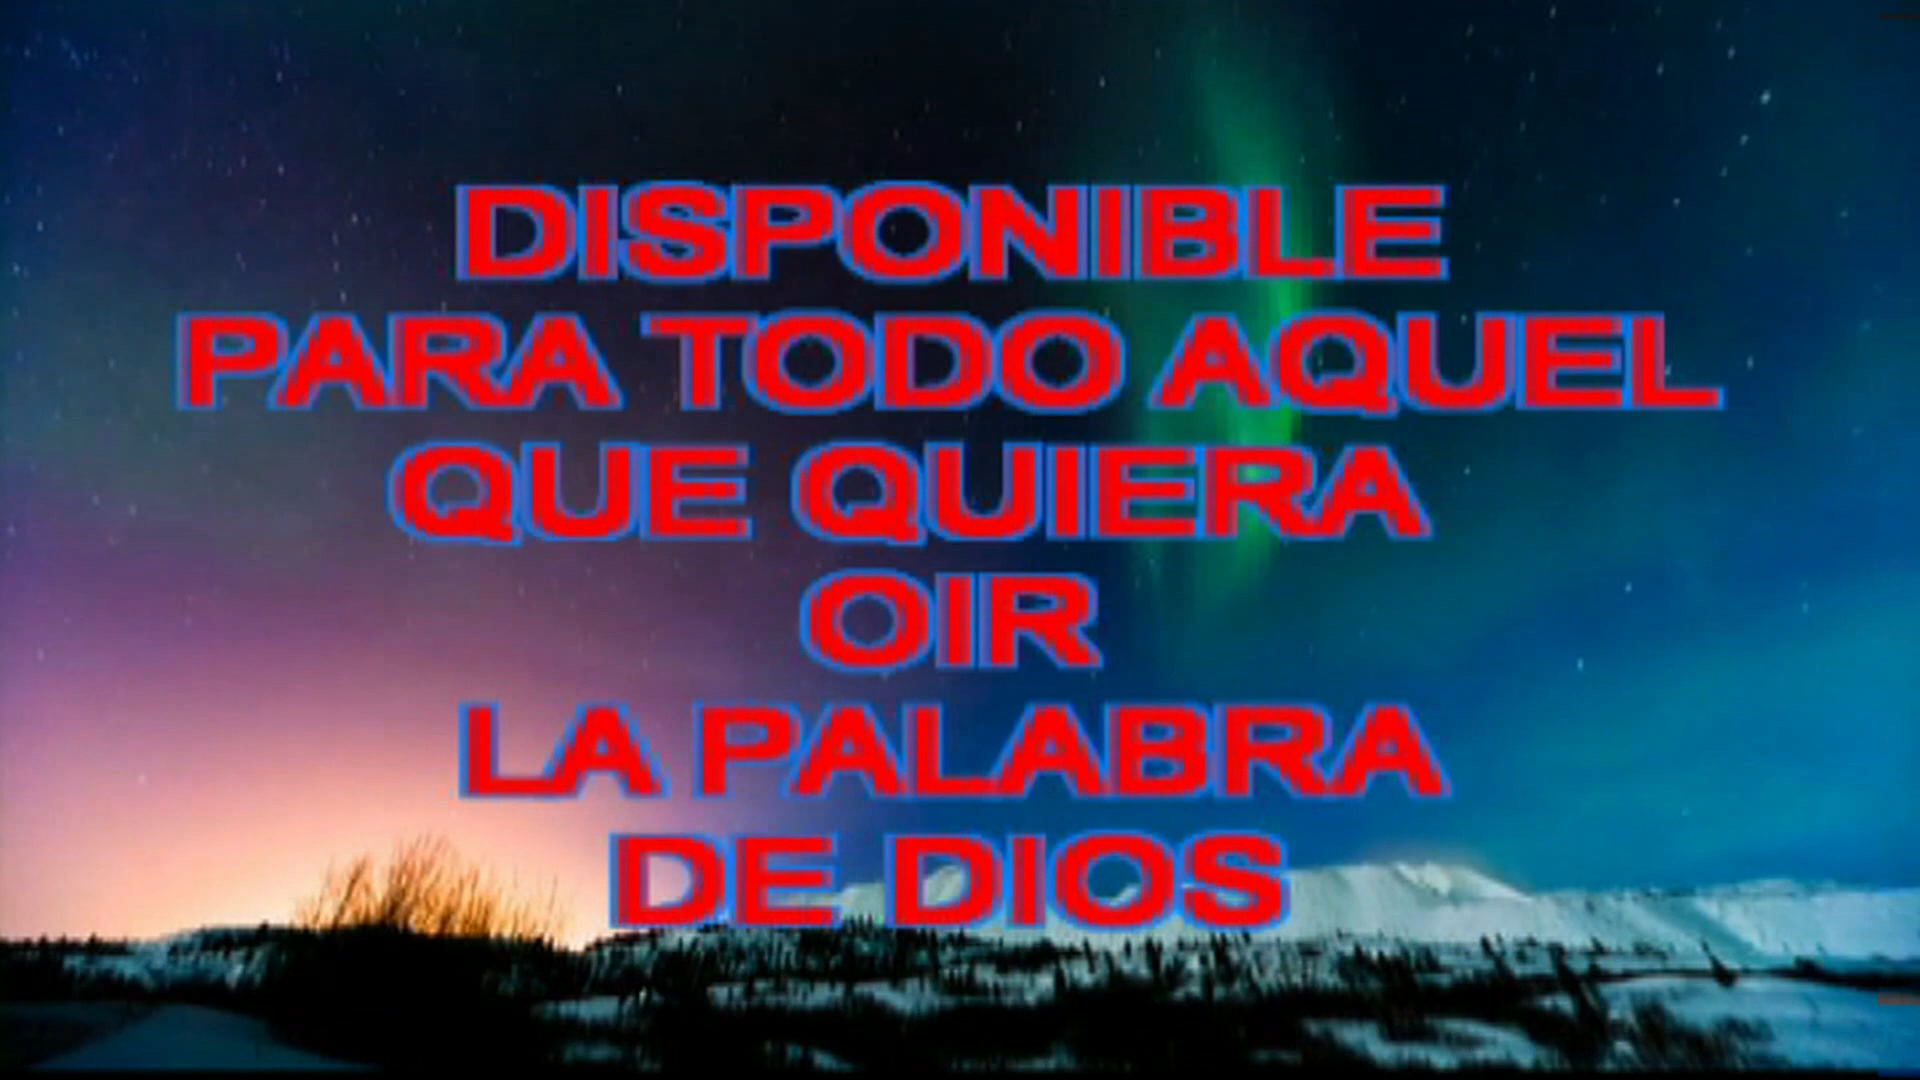 DISPONIBLE
PARA TODO AQUEL
QUE QUIERA
OIR
LA PALABRA
DE DIOS